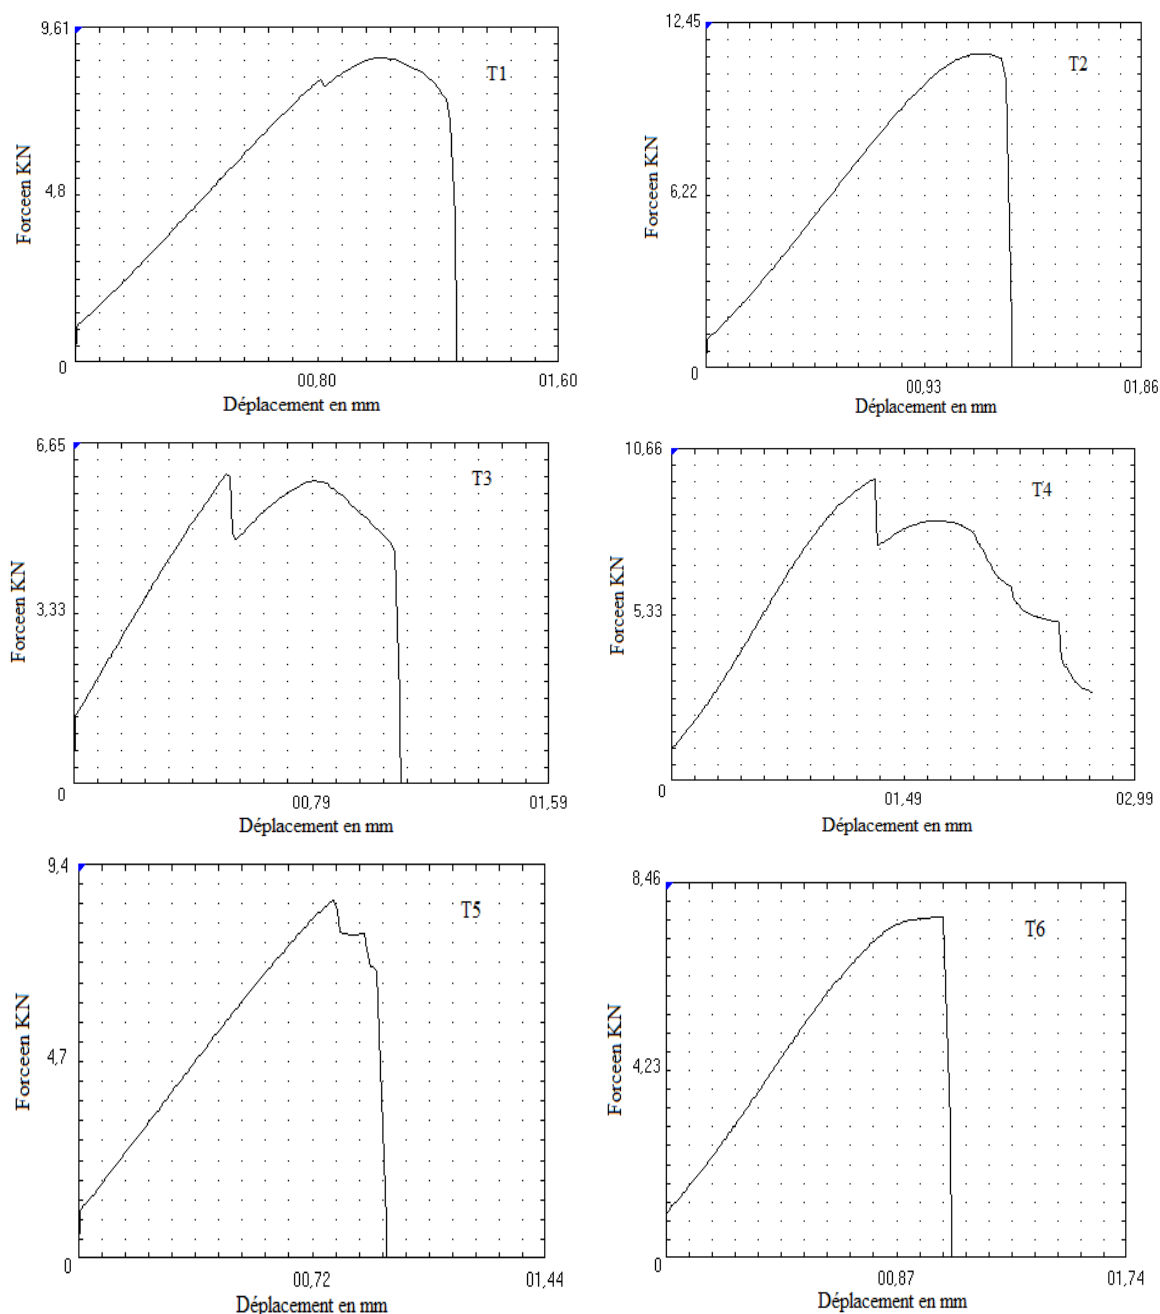 9,61
T1
Forceen KN
4,8
0
00,80
01,60
Déplacement en mm
12,45
T2
Forceen KN
6,22
0
00,93
01,86
Déplacement en mm
6,65
T3
Forceen KN
3,33
0
00,79
01,59
Déplacement en mm
10,66
T4
Forceen KN
5,33
0
01,49
02,99
Déplacement en mm
9,4
T5
Forceen KN
4,7
0
00,72
01,44
Déplacement en mm
8,46
T6
Forceen KN
4,23
0
00,87
01,74
Déplacement en mm